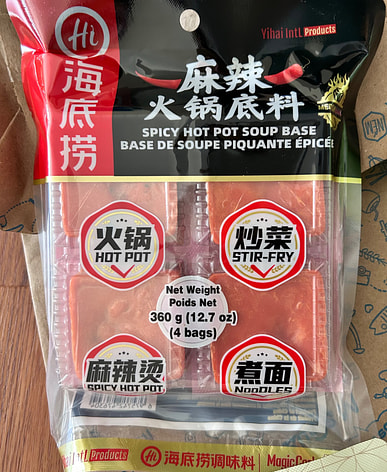 Hi
海底捞
Yihai Intl Products
麻辣
火锅底料
SPICY HOT POT SOUP BASE
BASE DE SOUPE PIQUANTE ÉPICÉE
火锅
HOT POT
炒菜
STIR-FRY
Net Weight
Poids Net
360 g (12.7 oz)
(4 bags)
麻辣烫
SPICY HOT POT
煮面
NOODLES
Yihai Intl Products
Hi 海底捞调味料
Magic Cook